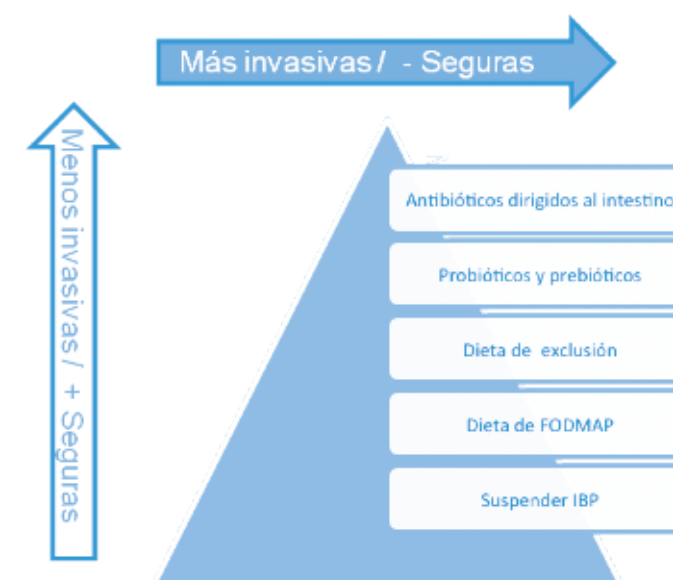 Más invasivas / - Seguras
Menos invasivas / + Seguras
Antibióticos dirigidos al intestino
Probióticos y prebióticos
Dieta de exclusión
Dieta de FODMAP
Suspender IBP